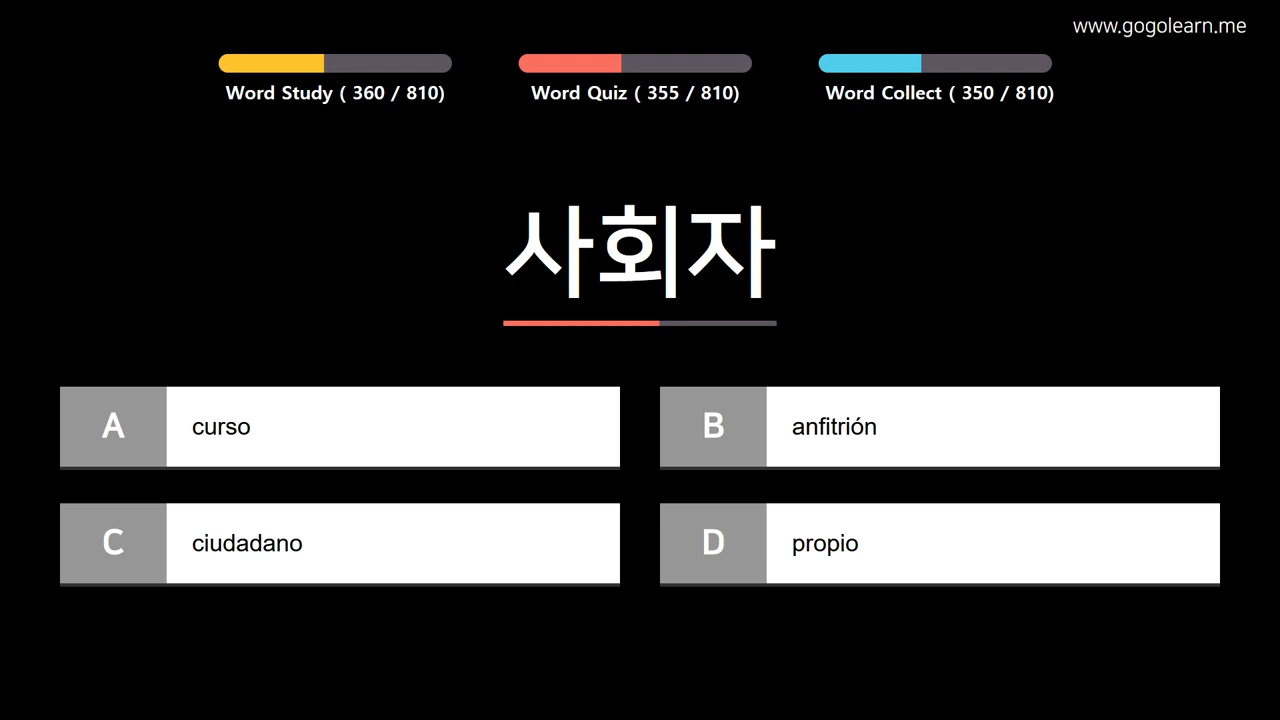 www.gogolearn.me
Word Study ( 360 / 810)
Word Quiz ( 355 / 810)
Word Collect ( 350 / 810)
사회자
A curso
B anfitrión
C ciudadano
D propio